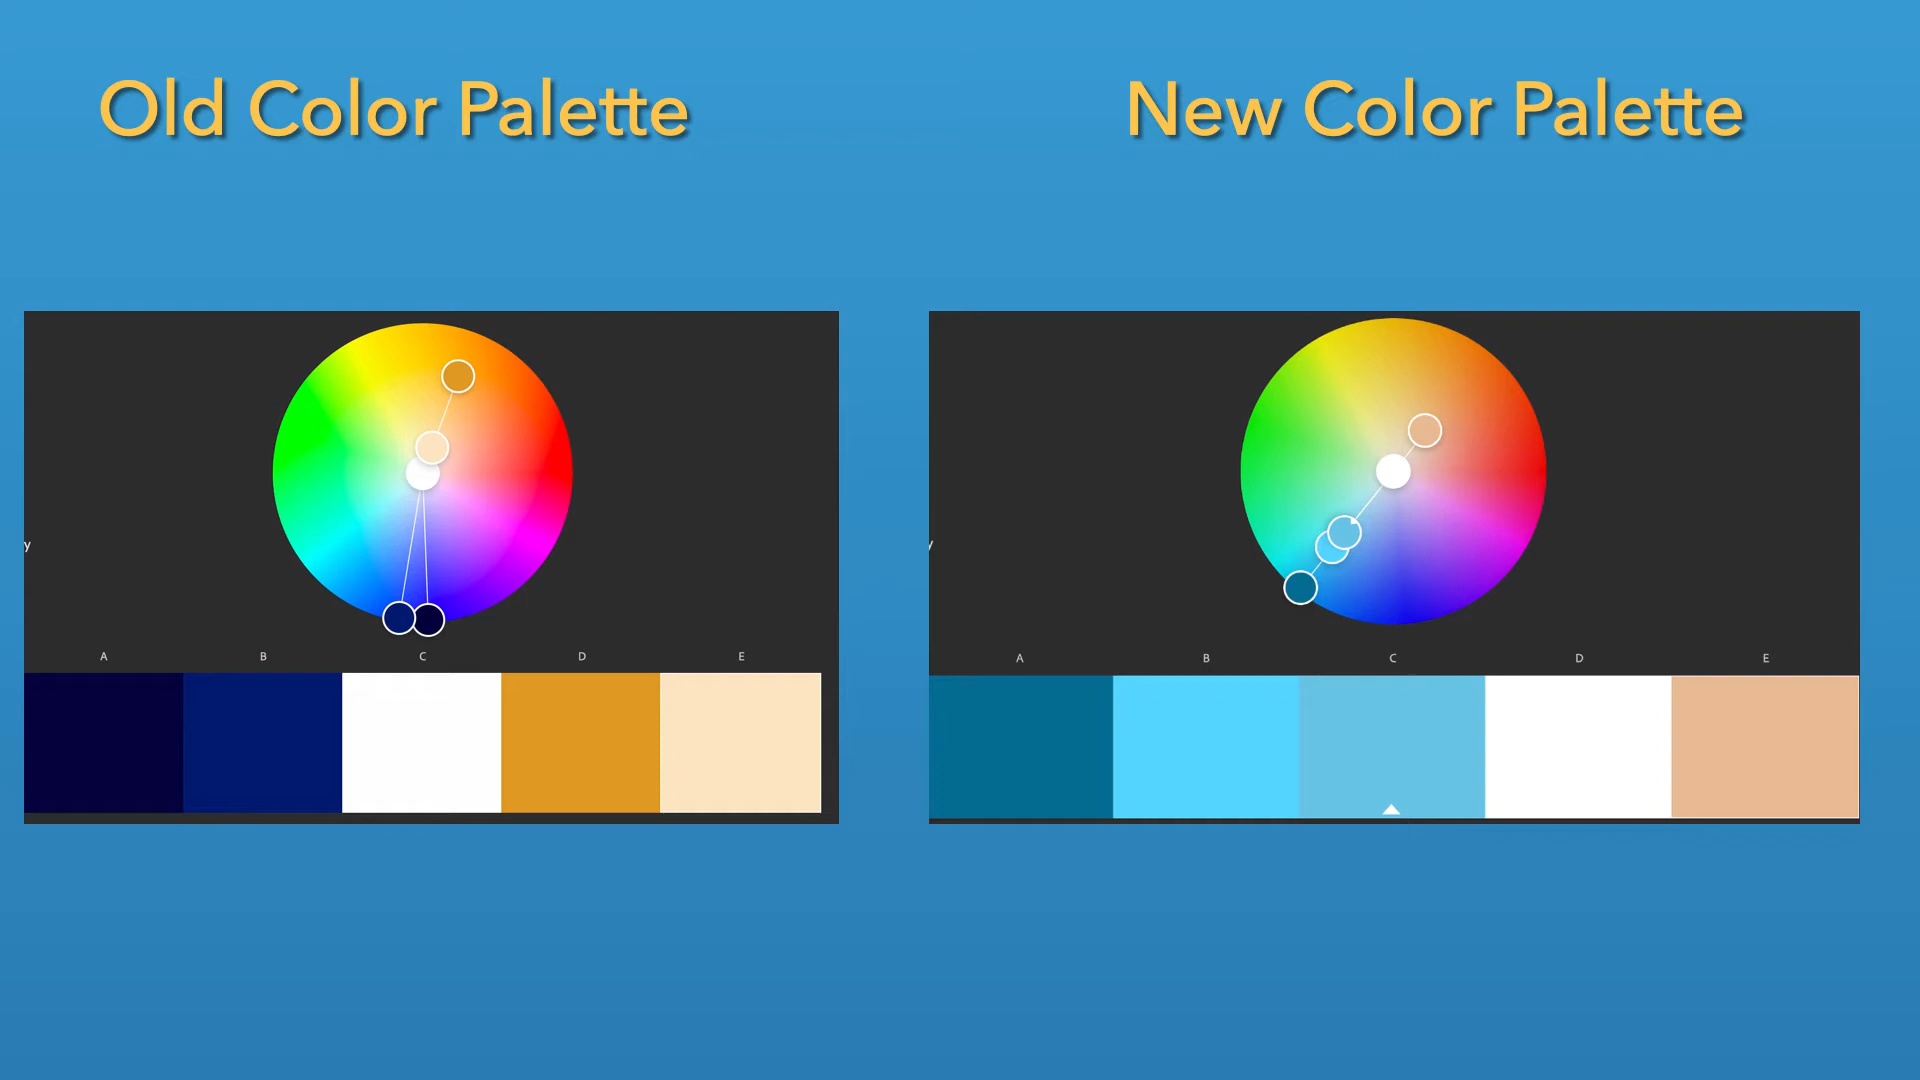 Old Color Palette
New Color Palette
y
A B C D E
A B C D E